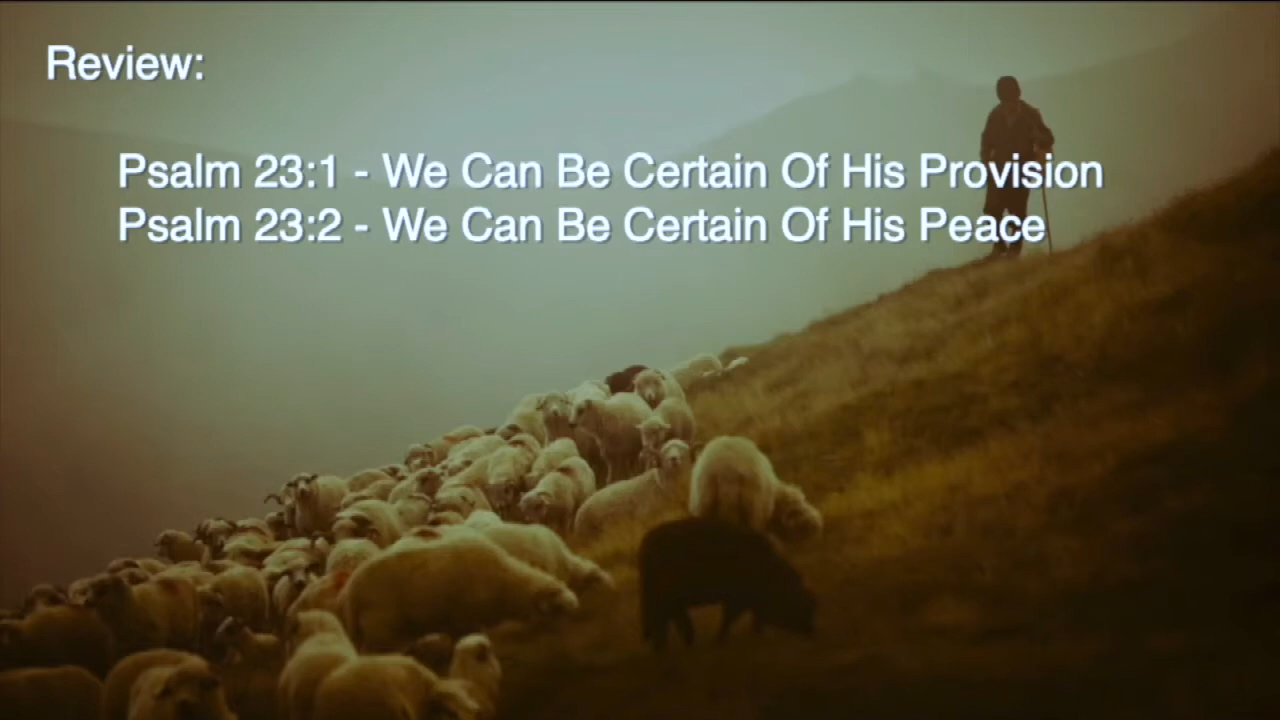 Review:
Psalm 23:1 - We Can Be Certain Of His Provision
Psalm 23:2 - We Can Be Certain Of His Peace